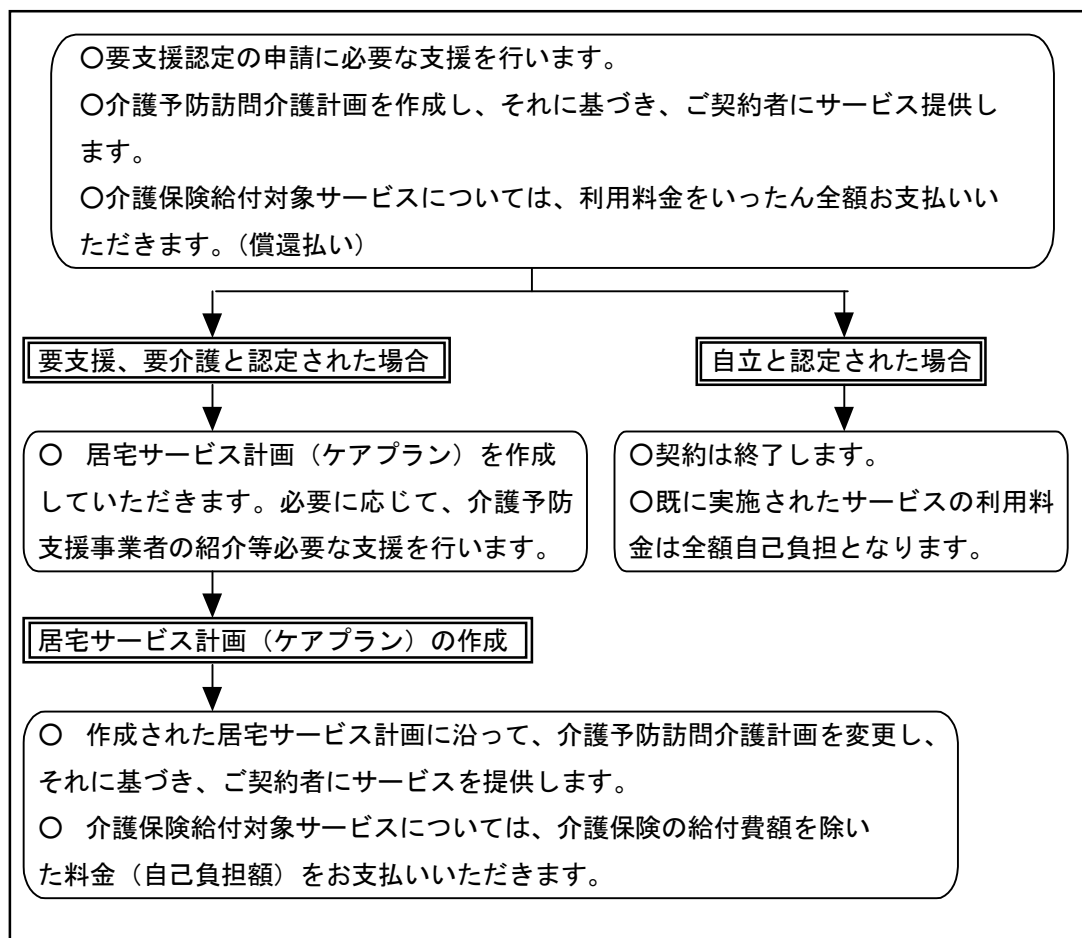 〇要支援認定の申請に必要な支援を行います。
〇介護予防訪問介護計画を作成し、それに基づき、ご契約者にサービス提供し
ます。
〇介護保険給付対象サービスについては、利用料金をいったん全額お支払いい
ただきます。（償還払い）
要支援、要介護と認定された場合
自立と認定された場合
〇　居宅サービス計画（ケアプラン）を作成
していただきます。必要に応じて、介護予防
支援事業者の紹介等必要な支援を行います。
〇契約は終了します。
〇既に実施されたサービスの利用料
金は全額自己負担となります。
居宅サービス計画（ケアプラン）の作成
〇　作成された居宅サービス計画に沿って、介護予防訪問介護計画を変更し、
それに基づき、ご契約者にサービスを提供します。
〇　介護保険給付対象サービスについては、介護保険の給付費額を除い
た料金（自己負担額）をお支払いいただきます。